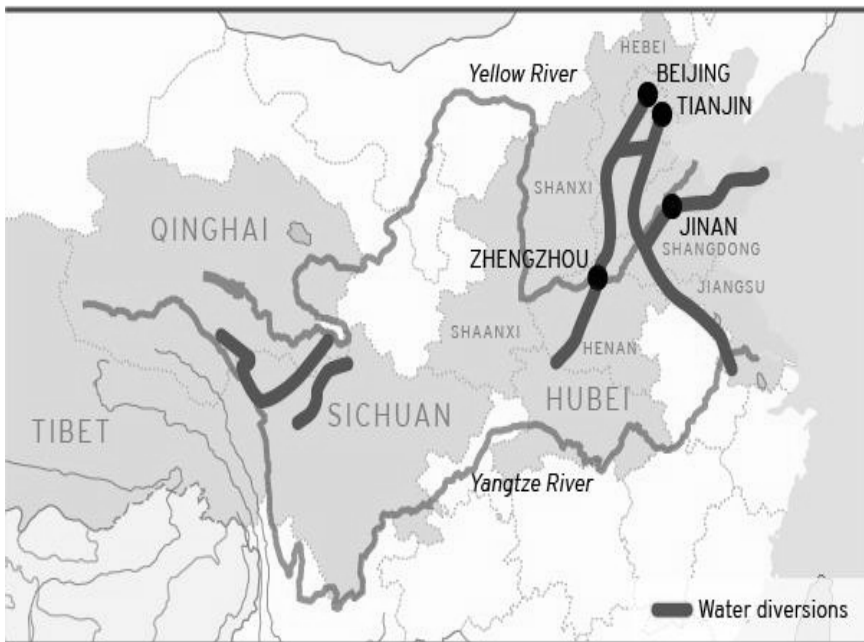 HEBEI
Yellow River
BEIJING
TIANJIN
SHANXI
QINGHAI
JINAN
SHANGDONG
ZHENGZHOU
JIANGSU
SHAANXI
HENAN
HUBEI
SICHUAN
TIBET
Yangtze River
Water diversions